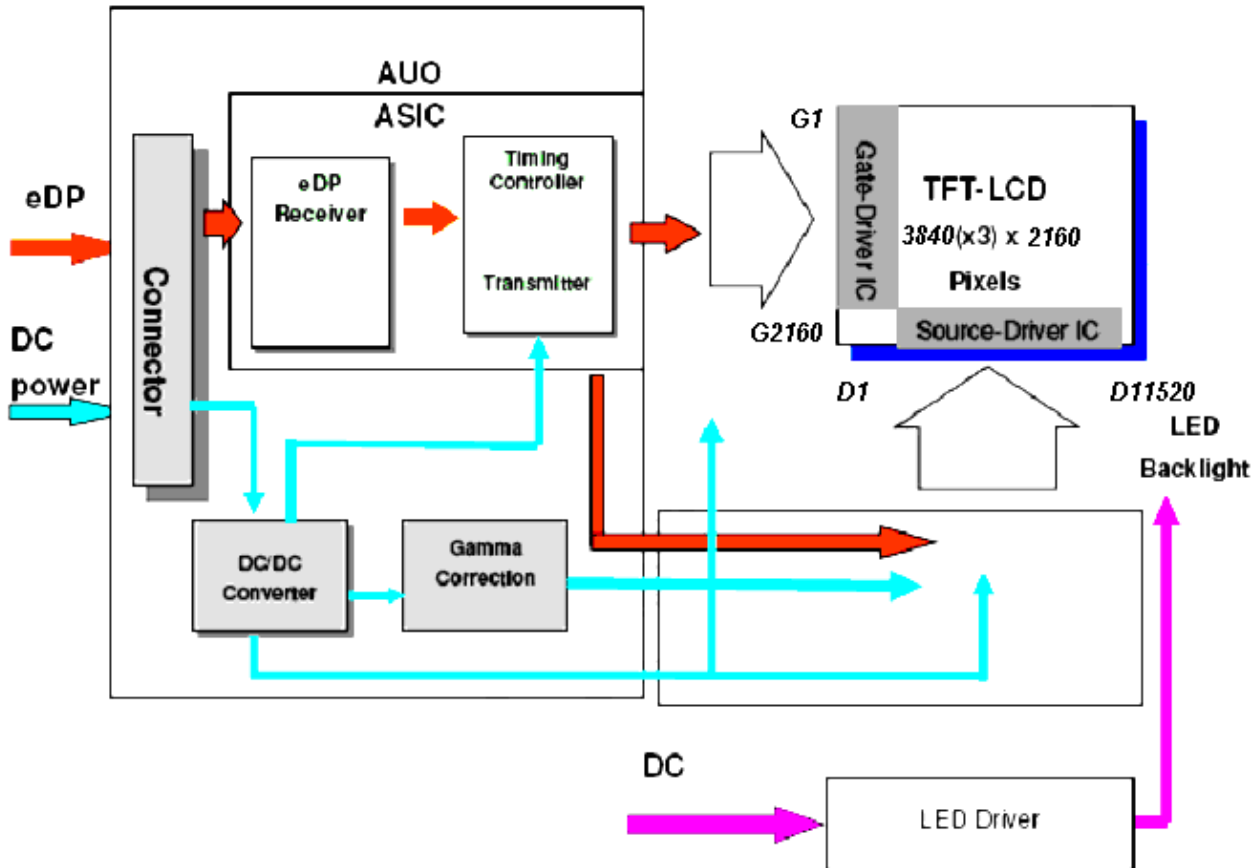 AUO
ASIC
eDP
Connector
eDP
Receiver
Timing
Controller
Transmitter
DC
power
DC/DC
Converter
Gamma
Correction
G1
G2160
Gate-Driver IC
TFT-LCD
3840(x3) x 2160
Pixels
Source-Driver IC
D1
D11520
LED
Backlight
DC
LED Driver